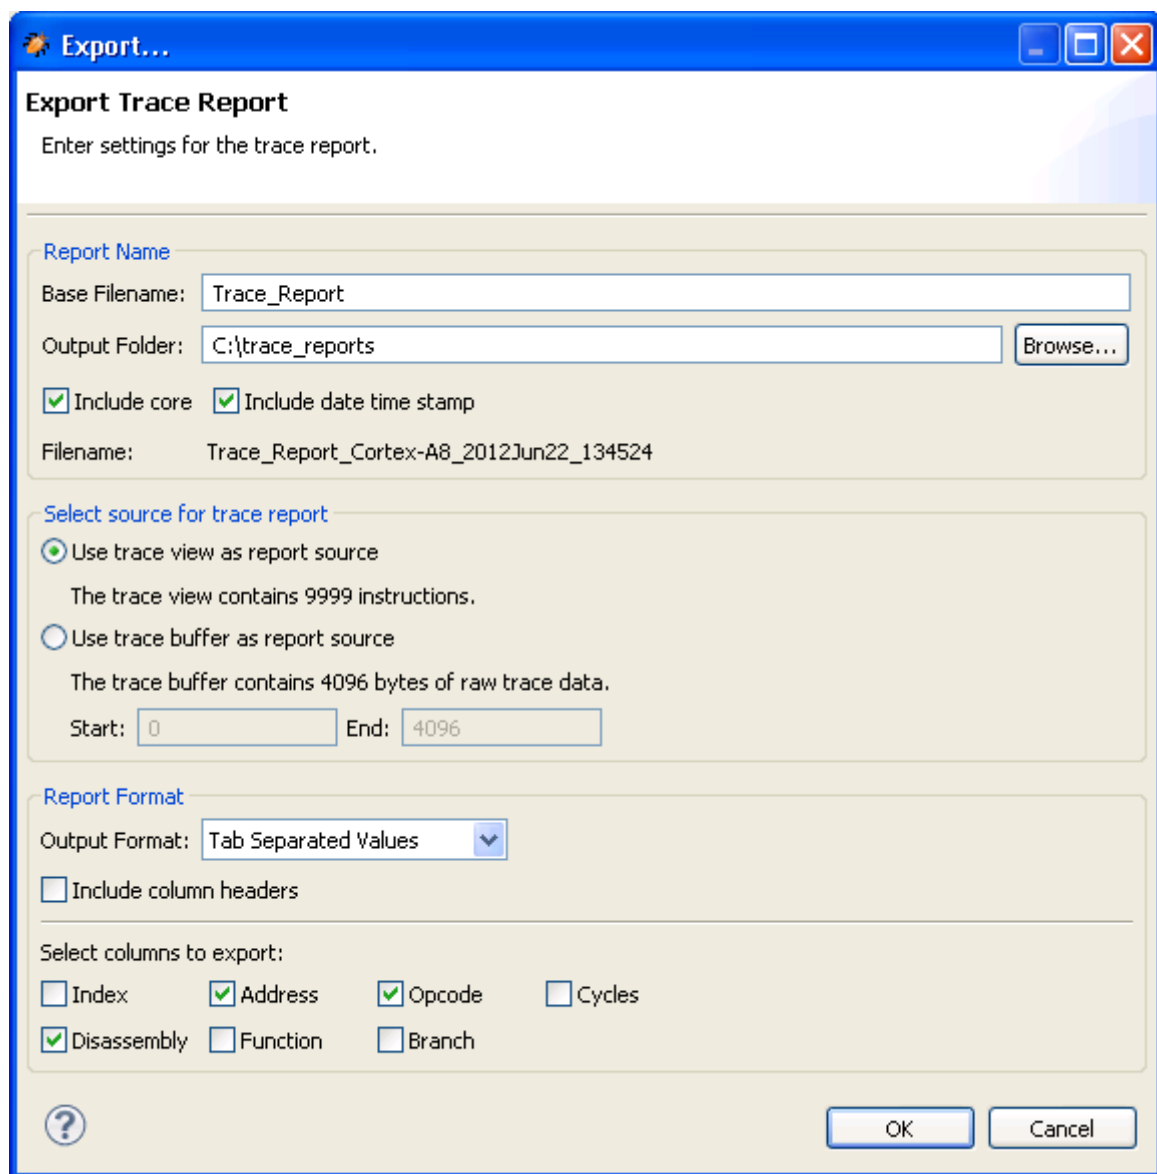 Export...
Export Trace Report
Enter settings for the trace report.
Report Name
Base Filename: Trace_Report
Output Folder: C:\trace_reports Browse...
Include core Include date time stamp
Filename: Trace_Report_Cortex-A8_2012Jun22_134524
Select source for trace report
Use trace view as report source
The trace view contains 9999 instructions.
Use trace buffer as report source
The trace buffer contains 4096 bytes of raw trace data.
Start: 0 End: 4096
Report Format
Output Format: Tab Separated Values
Include column headers
Select columns to export:
Index Address Opcode Cycles
Disassembly Function Branch
? OK Cancel